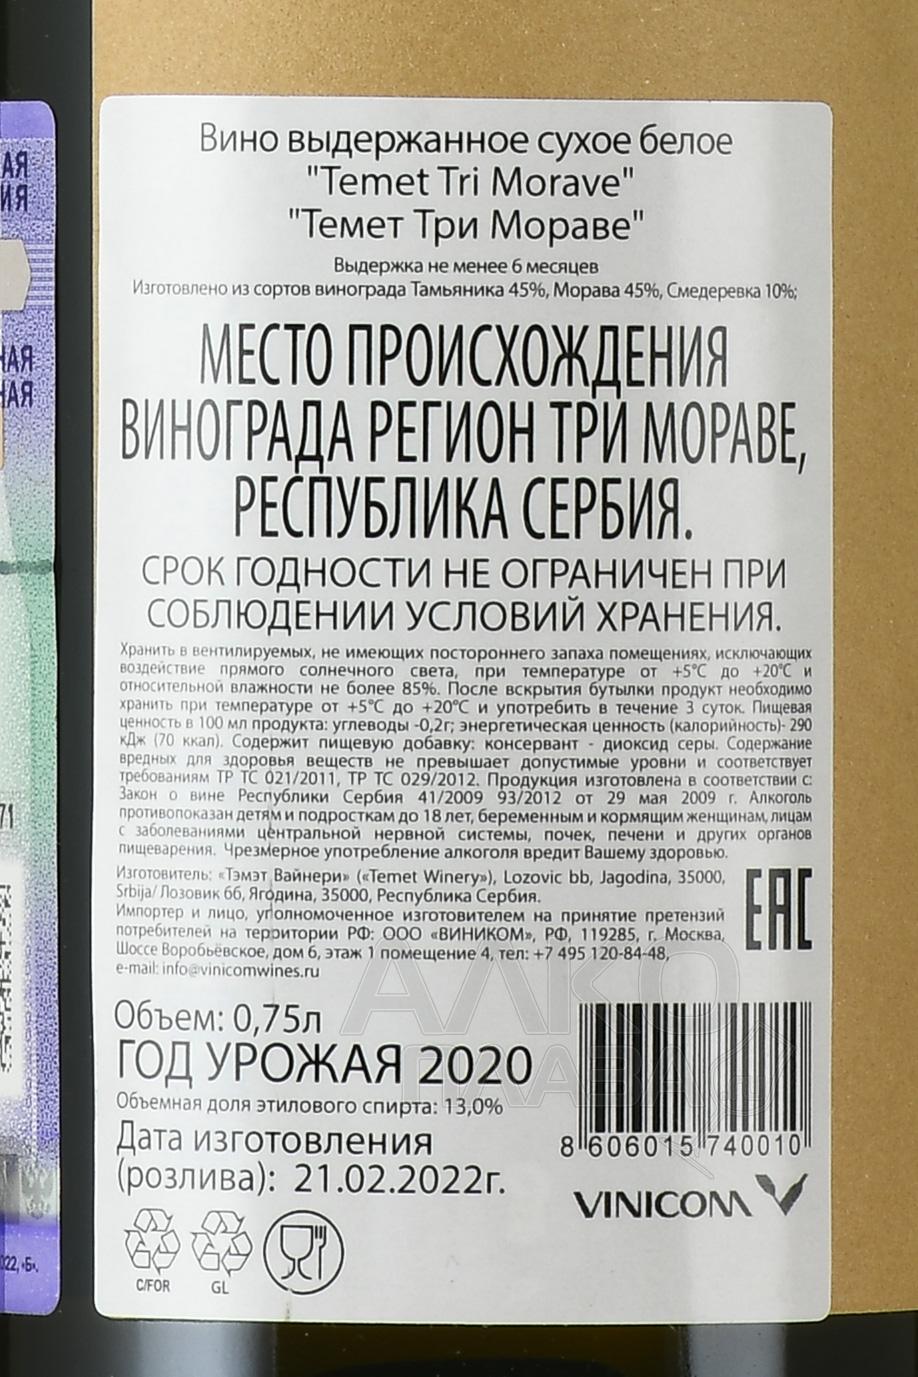 АЯ
ИЯ
НАЯ
НАЯ
71
022, «Б».
Вино выдержанное сухое белое
"Temet Tri Morave"
"Темет Три Мораве"
Выдержка не менее 6 месяцев
Изготовлено из сортов винограда Тамьяника 45%, Морава 45%, Смедеревка 10%;
МЕСТО ПРОИСХОЖДЕНИЯ
ВИНОГРАДА РЕГИОН ТРИ МОРАВЕ,
РЕСПУБЛИКА СЕРБИЯ.
СРОК ГОДНОСТИ НЕ ОГРАНИЧЕН ПРИ
СОБЛЮДЕНИИ УСЛОВИЙ ХРАНЕНИЯ.
Хранить в вентилируемых, не имеющих постороннего запаха помещениях, исключающих
воздействие прямого солнечного света, при температуре от +5°С до +20°С и
относительной влажности не более 85%. После вскрытия бутылки продукт необходимо
хранить при температуре от +5°С до +20°С и употребить в течение 3 суток. Пищевая
ценность в 100 мл продукта: углеводы -0,2г; энергетическая ценность (калорийность)- 290
кДж (70 ккал). Содержит пищевую добавку: консервант - диоксид серы. Содержание
вредных для здоровья веществ не превышает допустимые уровни и соответствует
требованиям ТР ТС 021/2011, ТР ТС 029/2012. Продукция изготовлена в соответствии с:
Закон о вине Республики Сербия 41/2009 93/2012 от 29 мая 2009 г. Алкоголь
противопоказан детям и подросткам до 18 лет, беременным и кормящим женщинам, лицам
с заболеваниями центральной нервной системы, почек, печени и других органов
пищеварения. Чрезмерное употребление алкоголя вредит Вашему здоровью.
Изготовитель: «Тэмэт Вайнери» («Temet Winery»), Lozovic bb, Jagodina, 35000,
Srbija/ Лозовик бб, Ягодина, 35000, Республика Сербия.
Импортер и лицо, уполномоченное изготовителем на принятие претензий
потребителей на территории РФ: ООО «ВИНИКОМ», РФ, 119285, г. Москва,
Шоссе Воробьёвское, дом 6, этаж 1 помещение 4, тел: +7 495 120-84-48,
e-mail: info@vinicomwines.ru
EAC
АЛКО
ПЛАВАЯ
Объем: 0,75л
ГОД УРОЖАЯ 2020
Объемная доля этилового спирта: 13,0%
Дата изготовления
(розлива): 21.02.2022г.
8 606015 740010
VINICOM
C/FOR
GL